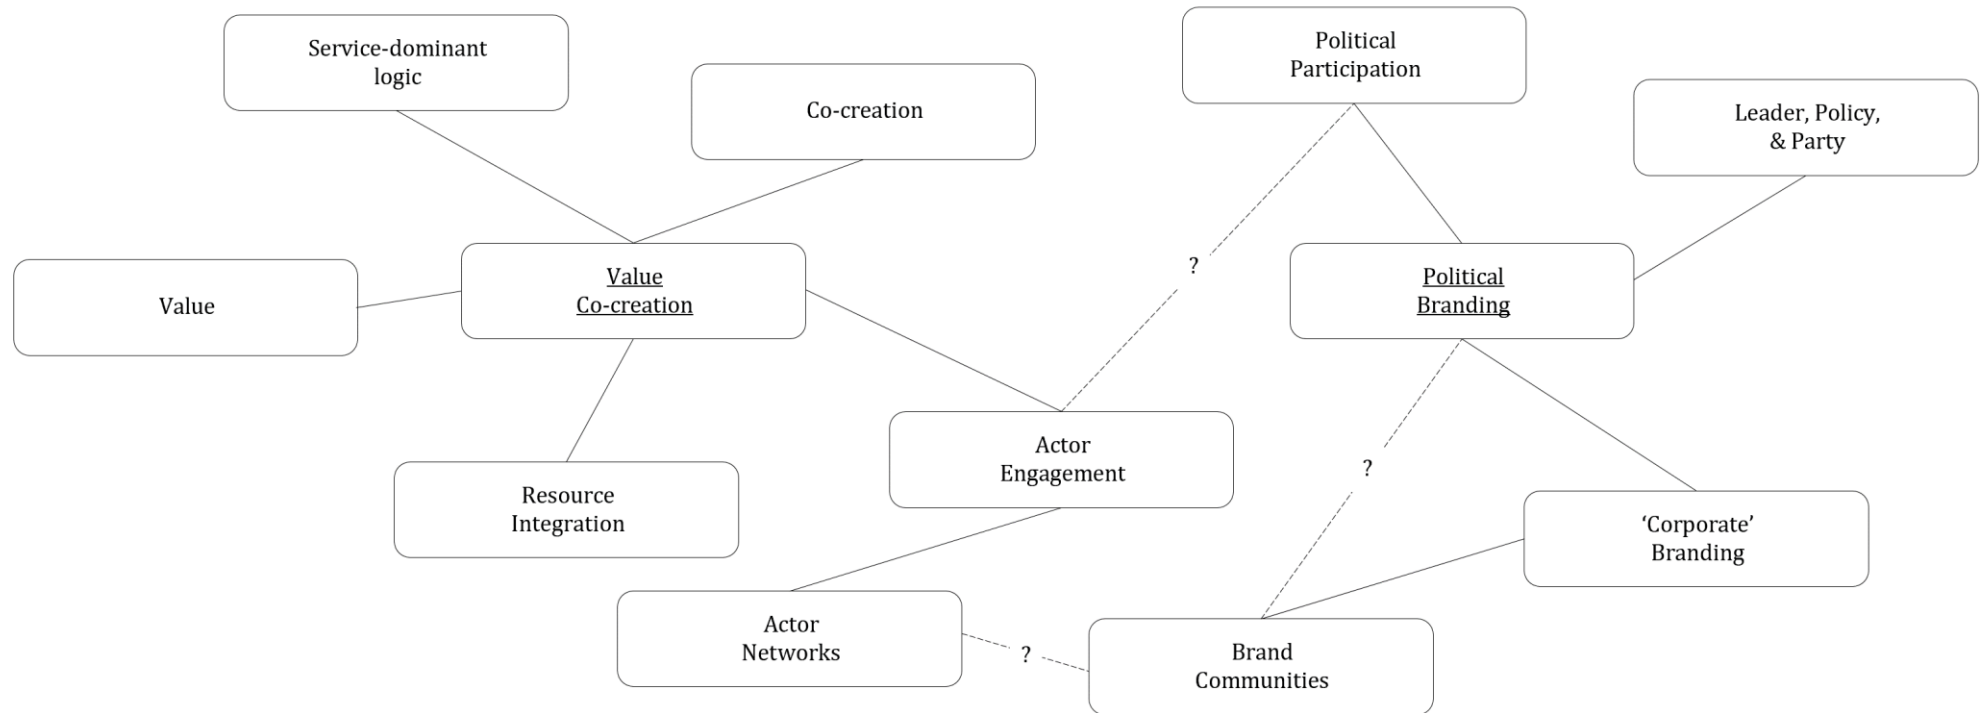 Service-dominant
logic
Co-creation
Political
Participation
Leader, Policy,
& Party
Value
Value
Co-creation
?
Political
Branding
Actor
Engagement
?
Resource
Integration
‘Corporate’
Branding
Actor
Networks
?
Brand
Communities